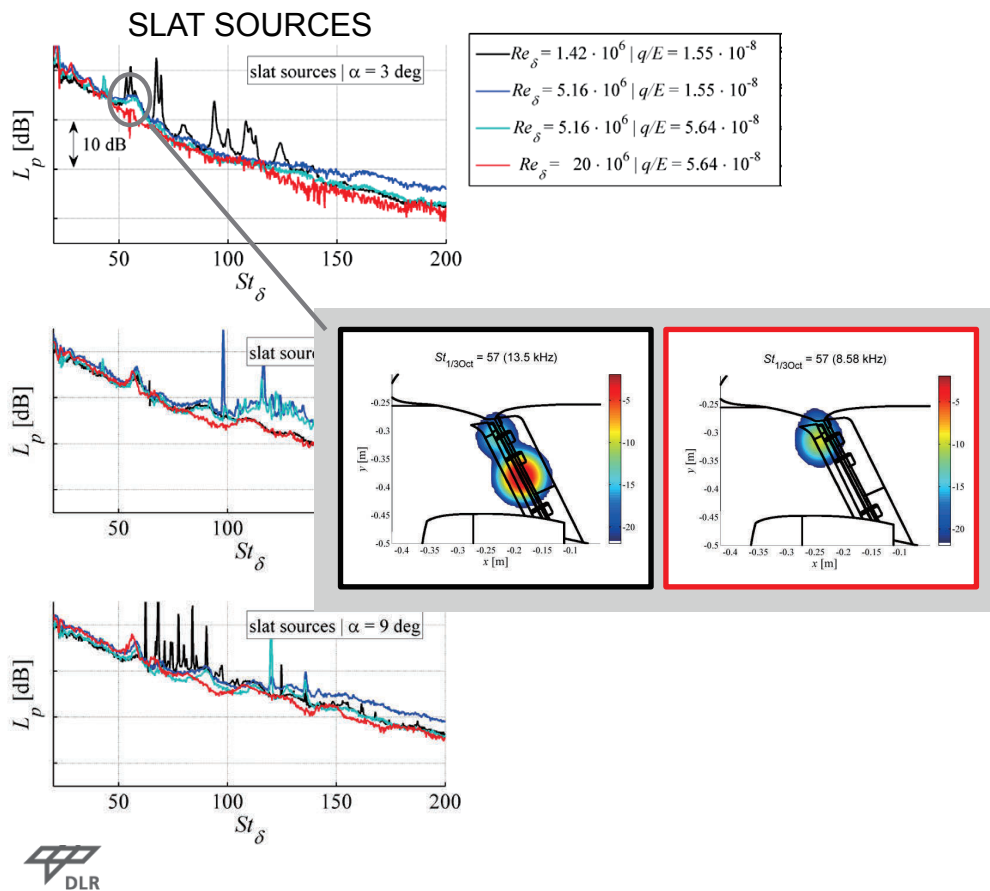 SLAT SOURCES
L_p [dB]
10 dB
slat sources | α = 3 deg
50 100 150 200
St_δ
Re_δ = 1.42 · 10^6 | q/E = 1.55 · 10^-8
Re_δ = 5.16 · 10^6 | q/E = 1.55 · 10^-8
Re_δ = 5.16 · 10^6 | q/E = 5.64 · 10^-8
Re_δ = 20 · 10^6 | q/E = 5.64 · 10^-8
L_p [dB]
slat sourc
50 100
St_δ
St_1/3Oct = 57 (13.5 kHz)
y [m]
-0.25
-0.3
-0.35
-0.4
-0.45
-0.5
-0.4 -0.35 -0.3 -0.25 -0.2 -0.15 -0.1
x [m]
-5
-10
-15
-20
St_1/3Oct = 57 (8.58 kHz)
y [m]
-0.25
-0.3
-0.35
-0.4
-0.45
-0.5
-0.4 -0.35 -0.3 -0.25 -0.2 -0.15 -0.1
x [m]
-5
-10
-15
-20
L_p [dB]
slat sources | α = 9 deg
50 100 150 200
St_δ
DLR